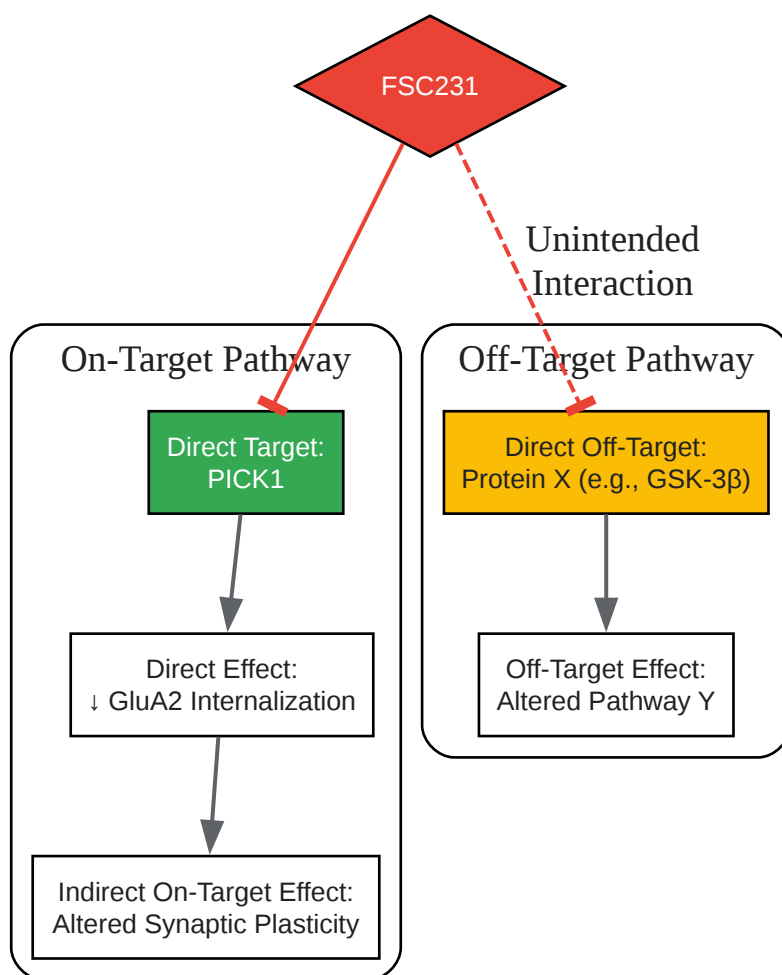 FSC231
Unintended
Interaction
On-Target Pathway
Direct Target:
PICK1
Direct Effect:
↓ GluA2 Internalization
Indirect On-Target Effect:
Altered Synaptic Plasticity
Off-Target Pathway
Direct Off-Target:
Protein X (e.g., GSK-3β)
Off-Target Effect:
Altered Pathway Y